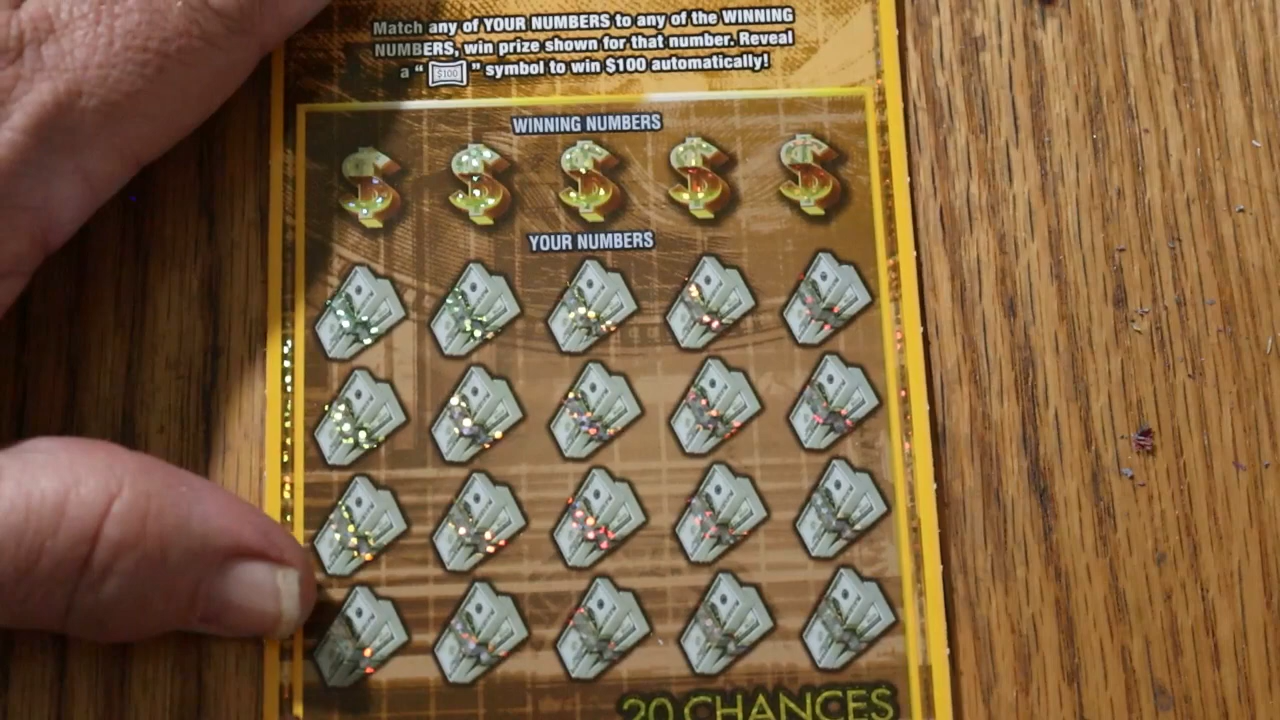 Match any of YOUR NUMBERS to any of the WINNING
NUMBERS, win prize shown for that number. Reveal
a “ $100 ” symbol to win $100 automatically!
WINNING NUMBERS
$ $ $ $ $
YOUR NUMBERS
20 CHANCES